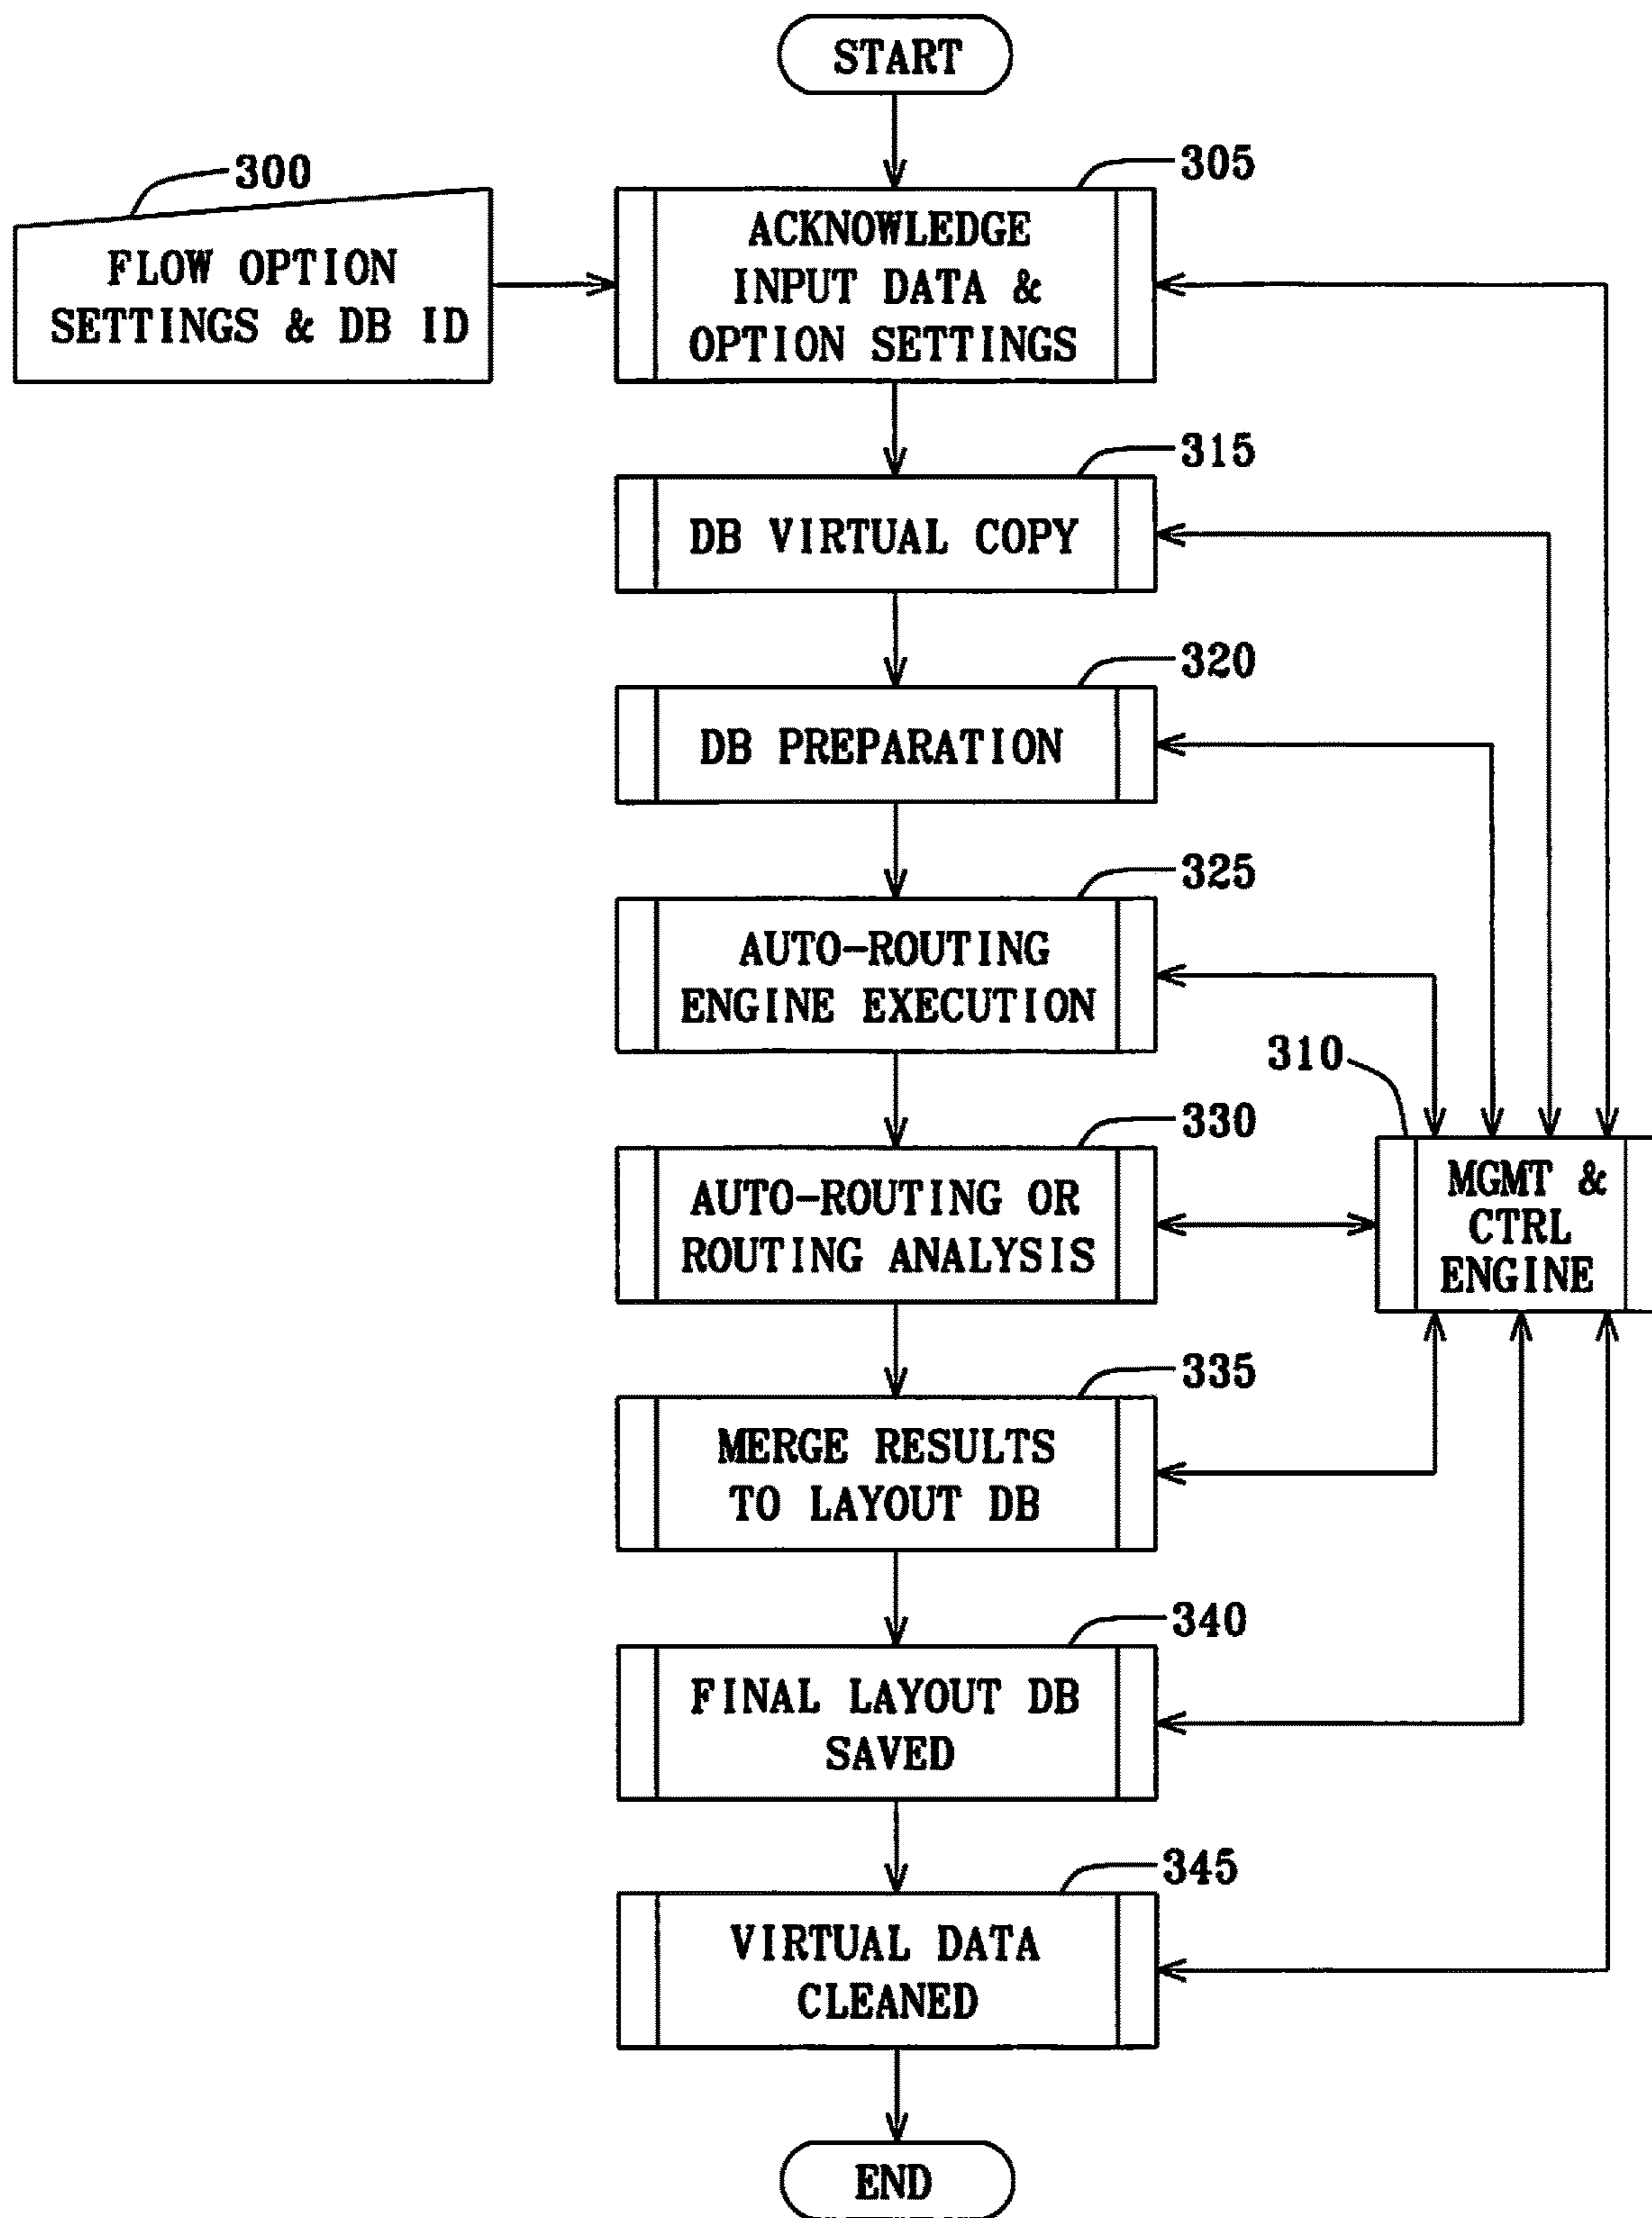 START
300
FLOW OPTION
SETTINGS & DB ID
305
ACKNOWLEDGE
INPUT DATA &
OPTION SETTINGS
315
DB VIRTUAL COPY
320
DB PREPARATION
325
AUTO-ROUTING
ENGINE EXECUTION
310
MGMT &
CTRL
ENGINE
330
AUTO-ROUTING OR
ROUTING ANALYSIS
335
MERGE RESULTS
TO LAYOUT DB
340
FINAL LAYOUT DB
SAVED
345
VIRTUAL DATA
CLEANED
END